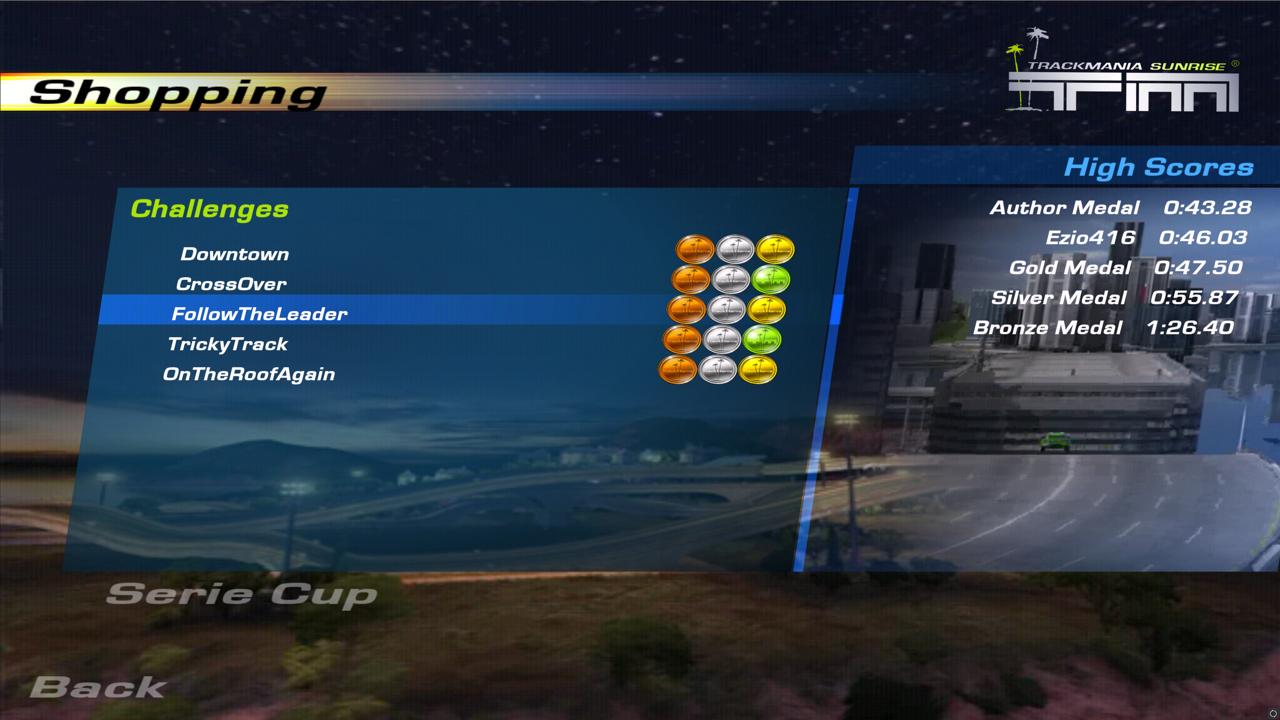 TRACKMANIA SUNRISE ®
TM
Shopping
High Scores
Challenges
Author Medal 0:43.28
Ezio416 0:46.03
Downtown
Gold Medal 0:47.50
CrossOver
Silver Medal 0:55.87
FollowTheLeader
Bronze Medal 1:26.40
TrickyTrack
OnTheRoofAgain
Serie Cup
Back